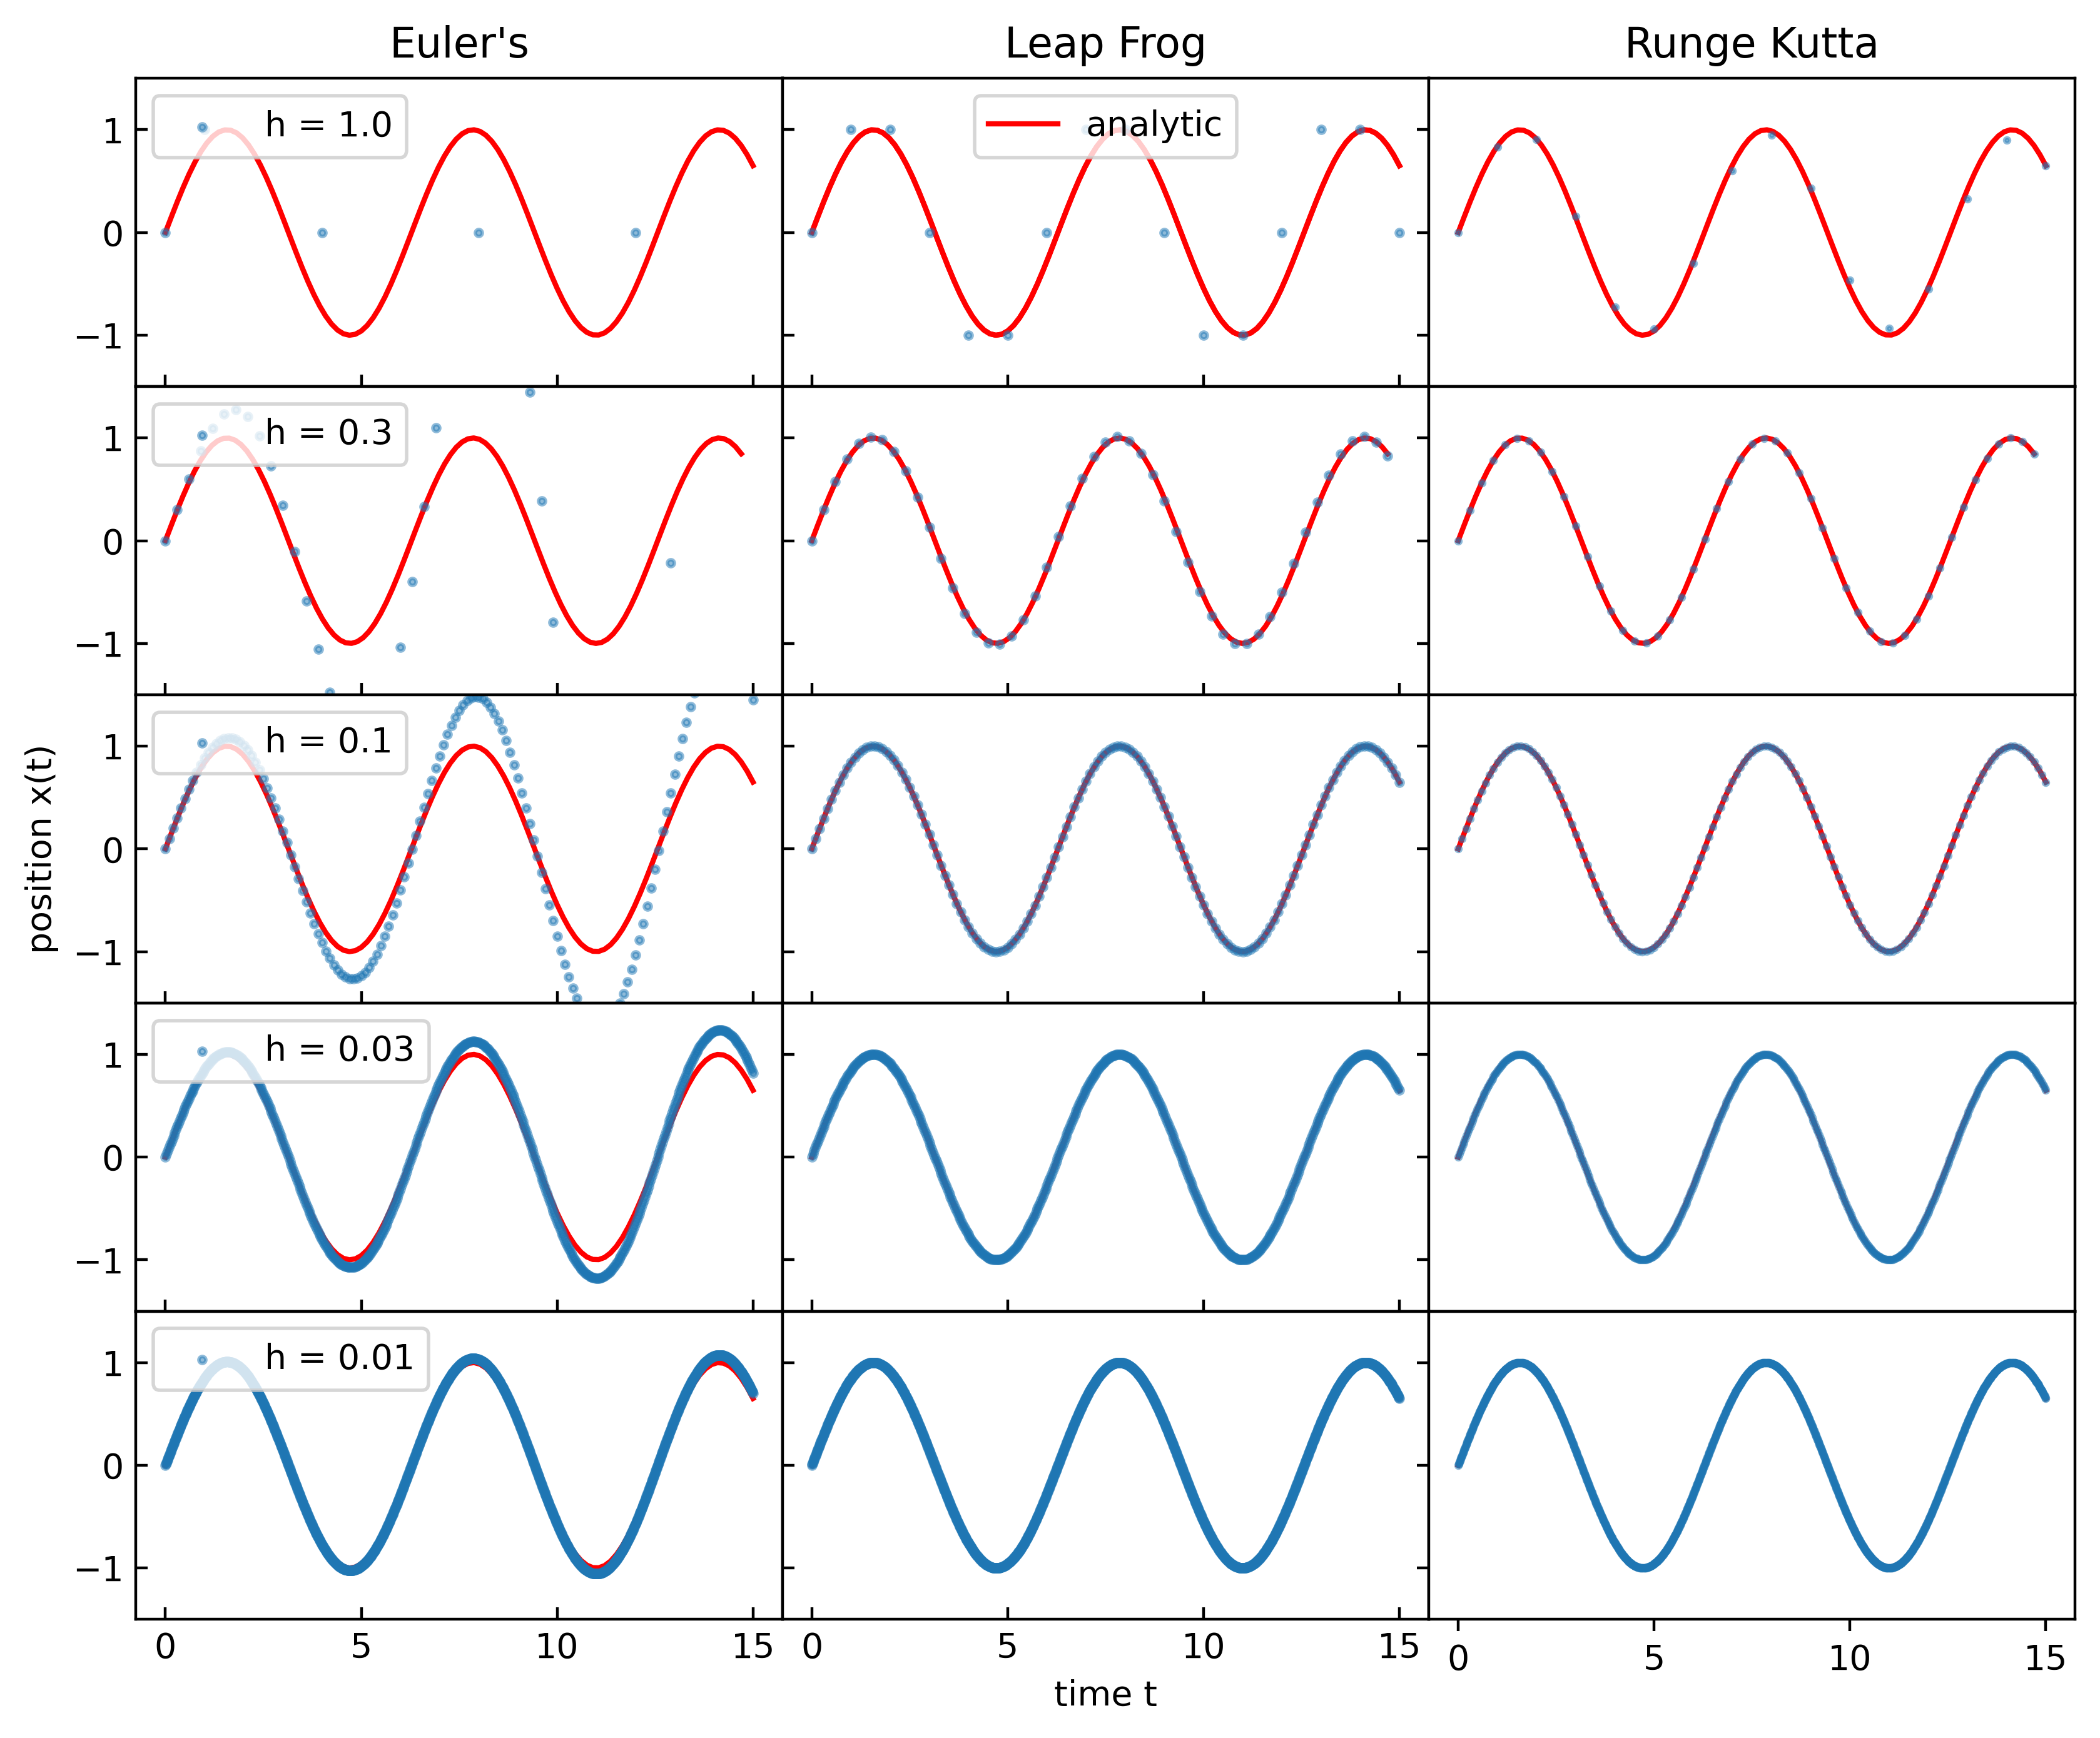 Euler's
Leap Frog
Runge Kutta
h = 1.0
analytic
1
0
−1
h = 0.3
1
0
−1
h = 0.1
1
0
−1
position x(t)
h = 0.03
1
0
−1
h = 0.01
1
0
−1
0 5 10 15
0 5 10 15
0 5 10 15
time t